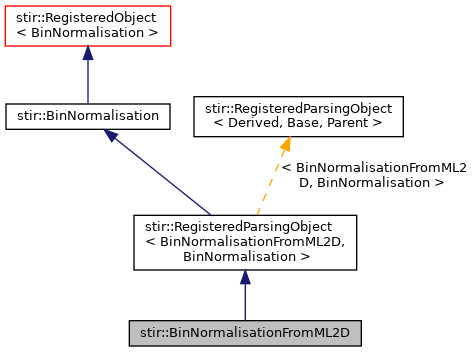 stir::RegisteredObject
< BinNormalisation >
stir::BinNormalisation
stir::RegisteredParsingObject
< Derived, Base, Parent >
< BinNormalisationFromML2
D, BinNormalisation >
stir::RegisteredParsingObject
< BinNormalisationFromML2D,
BinNormalisation >
stir::BinNormalisationFromML2D